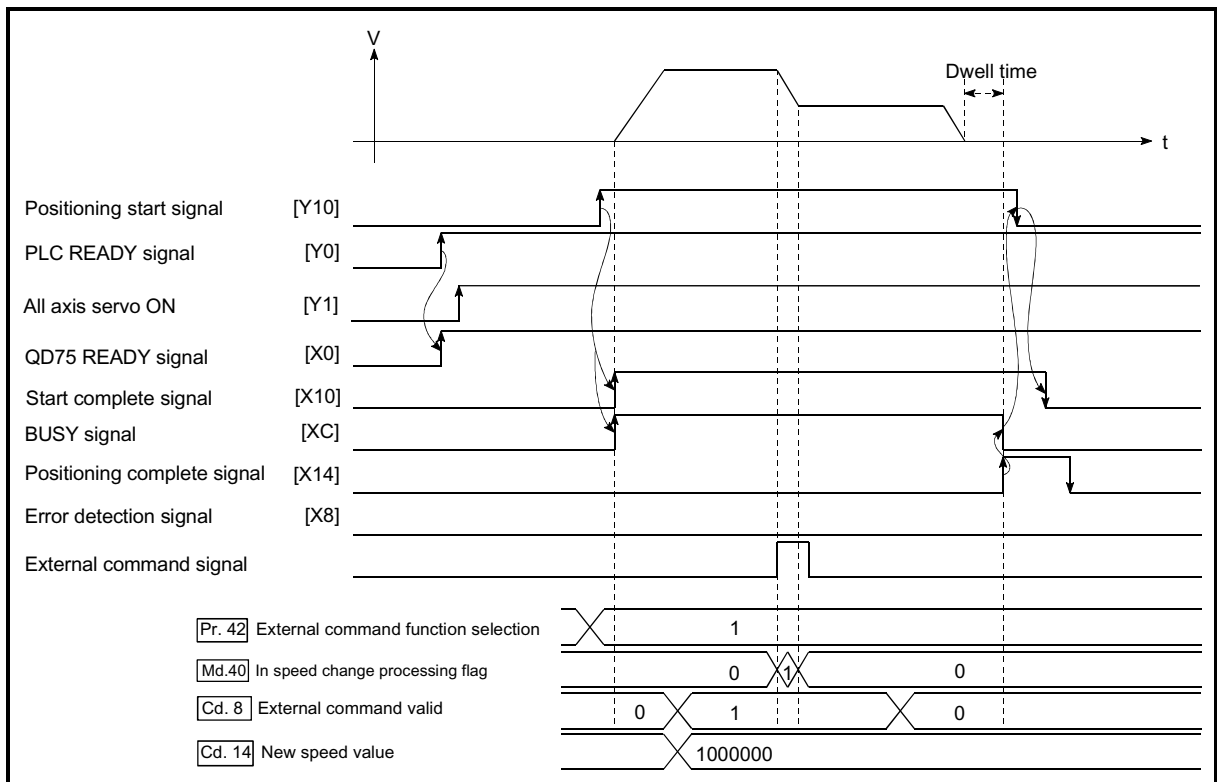 V
Dwell time
t
Positioning start signal [Y10]
PLC READY signal [Y0]
All axis servo ON [Y1]
QD75 READY signal [X0]
Start complete signal [X10]
BUSY signal [XC]
Positioning complete signal [X14]
Error detection signal [X8]
External command signal
Pr. 42 External command function selection 1
Md.40 In speed change processing flag 0 1 0
Cd. 8 External command valid 0 1 0
Cd. 14 New speed value 1000000